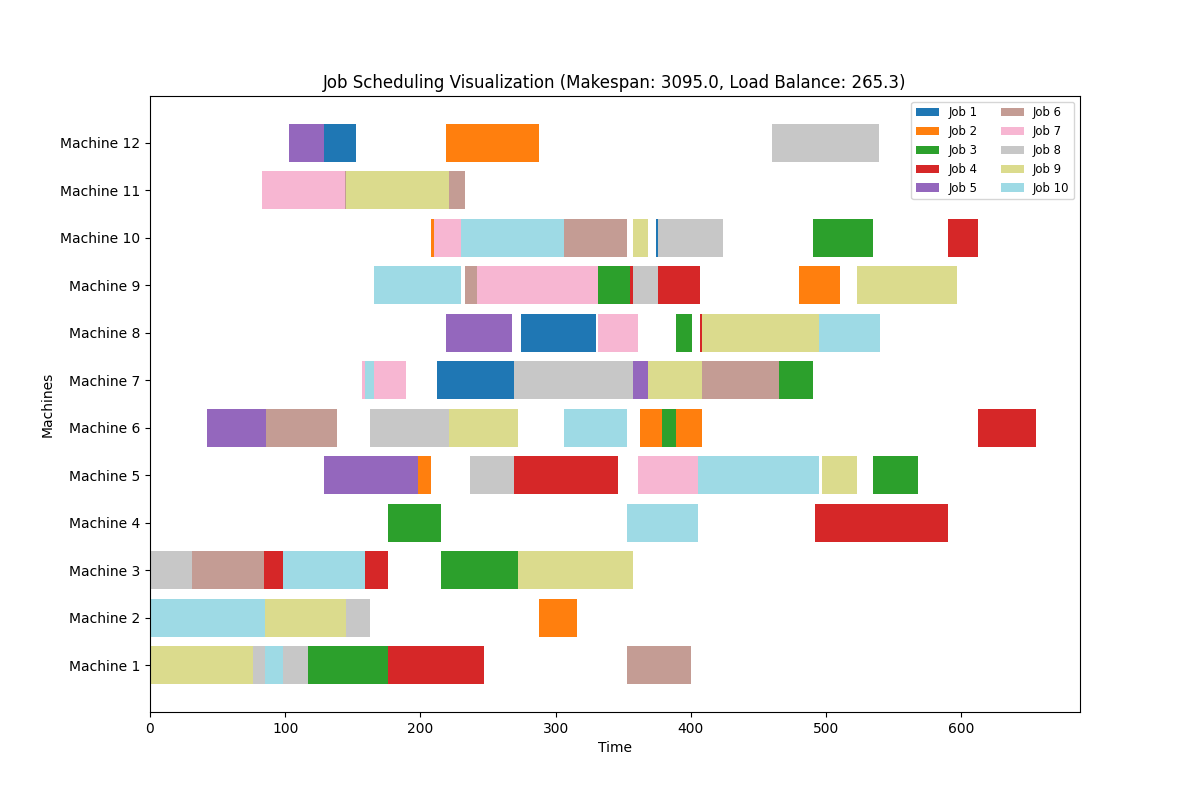 Job Scheduling Visualization (Makespan: 3095.0, Load Balance: 265.3)
Job 1
Job 2
Job 3
Job 4
Job 5
Job 6
Job 7
Job 8
Job 9
Job 10
Machines
Machine 12
Machine 11
Machine 10
Machine 9
Machine 8
Machine 7
Machine 6
Machine 5
Machine 4
Machine 3
Machine 2
Machine 1
0 100 200 300 400 500 600
Time